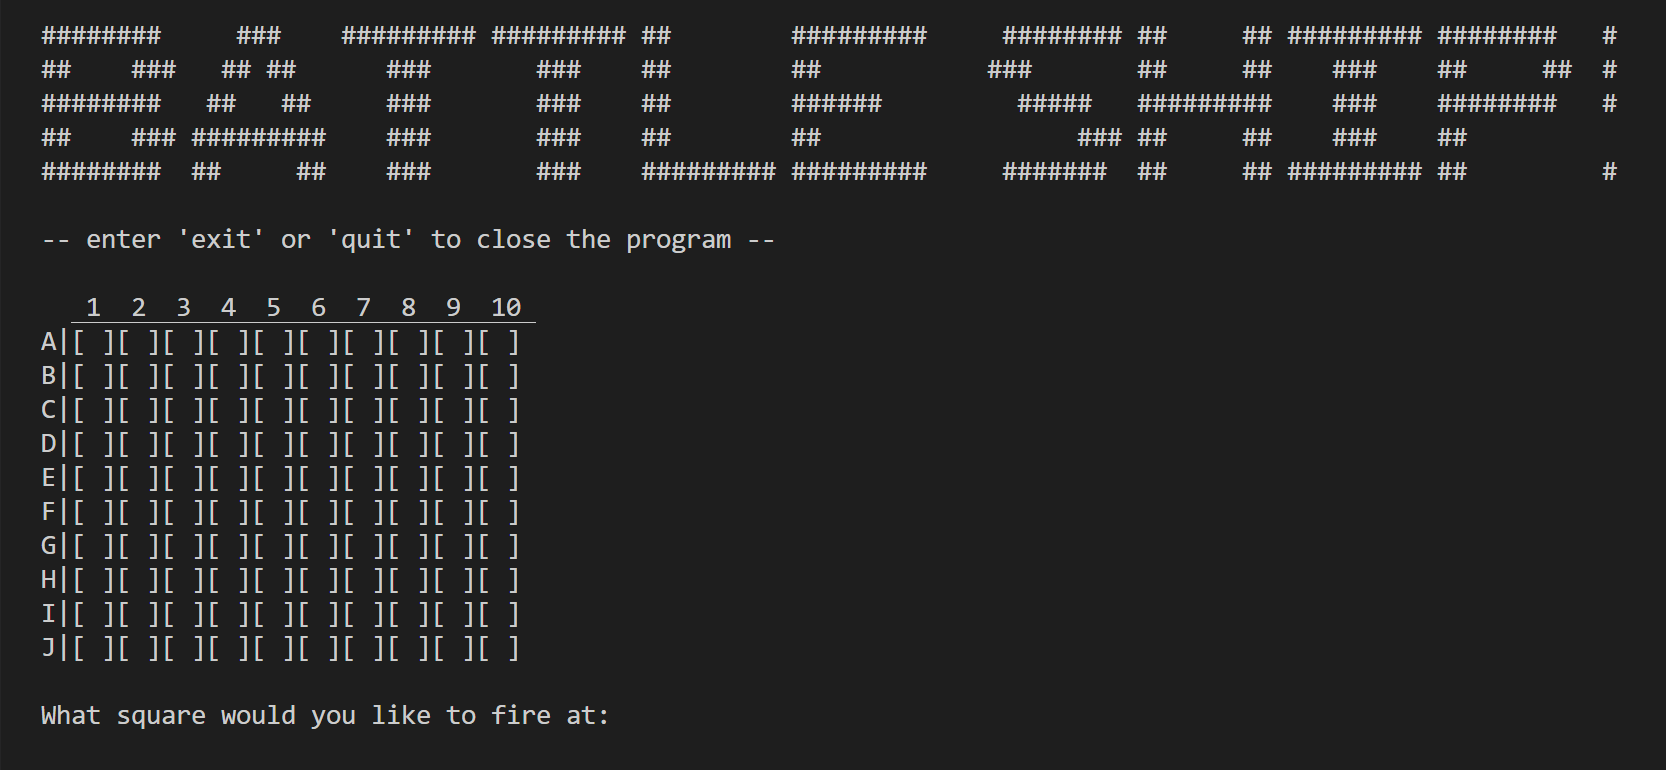 ########     ###    ######### ######### ##        #########     ######## ##     ## ######### ########   #
##    ###   ## ##      ###       ###    ##        ##           ###       ##     ##    ###    ##     ##  #
########   ##   ##     ###       ###    ##        ######         #####   #########    ###    ########   #
##    ### #########    ###       ###    ##        ##                 ### ##     ##    ###    ##
########  ##     ##    ###       ###    ######### #########     #######  ##     ## ######### ##         #
-- enter 'exit' or 'quit' to close the program --
1  2  3  4  5  6  7  8  9  10
A|[ ][ ][ ][ ][ ][ ][ ][ ][ ][ ]
B|[ ][ ][ ][ ][ ][ ][ ][ ][ ][ ]
C|[ ][ ][ ][ ][ ][ ][ ][ ][ ][ ]
D|[ ][ ][ ][ ][ ][ ][ ][ ][ ][ ]
E|[ ][ ][ ][ ][ ][ ][ ][ ][ ][ ]
F|[ ][ ][ ][ ][ ][ ][ ][ ][ ][ ]
G|[ ][ ][ ][ ][ ][ ][ ][ ][ ][ ]
H|[ ][ ][ ][ ][ ][ ][ ][ ][ ][ ]
I|[ ][ ][ ][ ][ ][ ][ ][ ][ ][ ]
J|[ ][ ][ ][ ][ ][ ][ ][ ][ ][ ]
What square would you like to fire at: